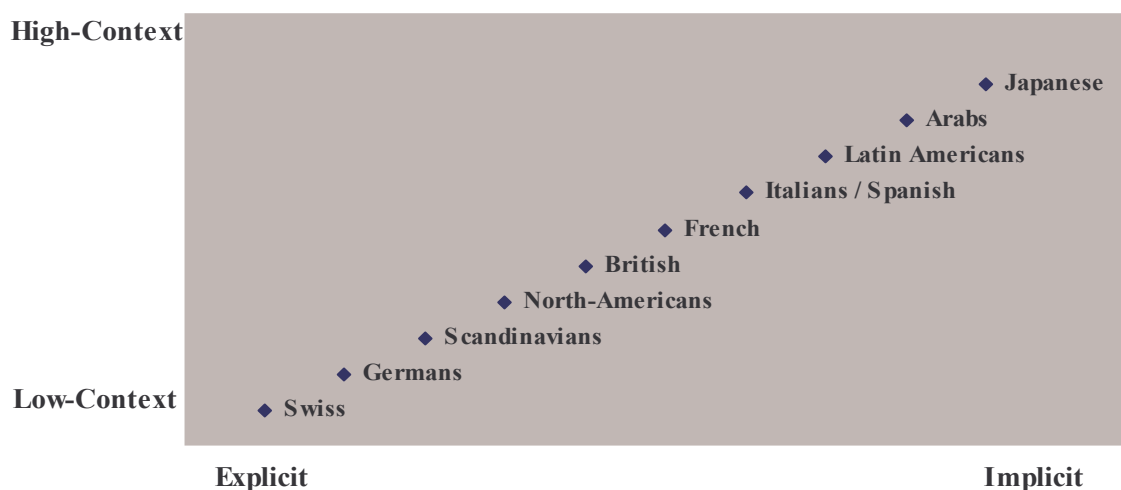 High-Context
Japanese
Arabs
Latin Americans
Italians / Spanish
French
British
North-Americans
Scandinavians
Germans
Low-Context
Swiss
Explicit
Implicit